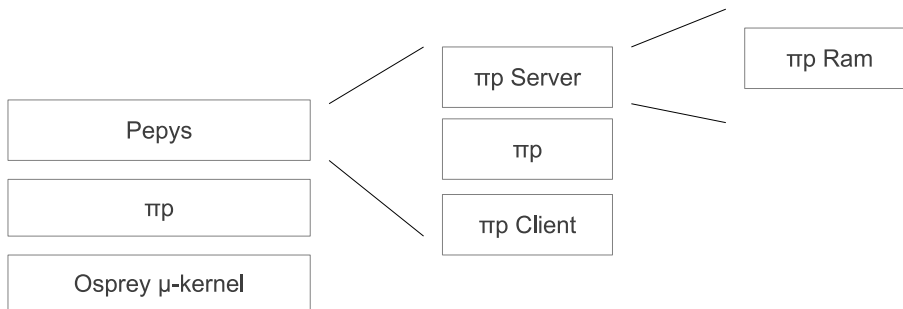 Pepys
πp
Osprey μ-kernel
πp Server
πp
πp Client
πp Ram